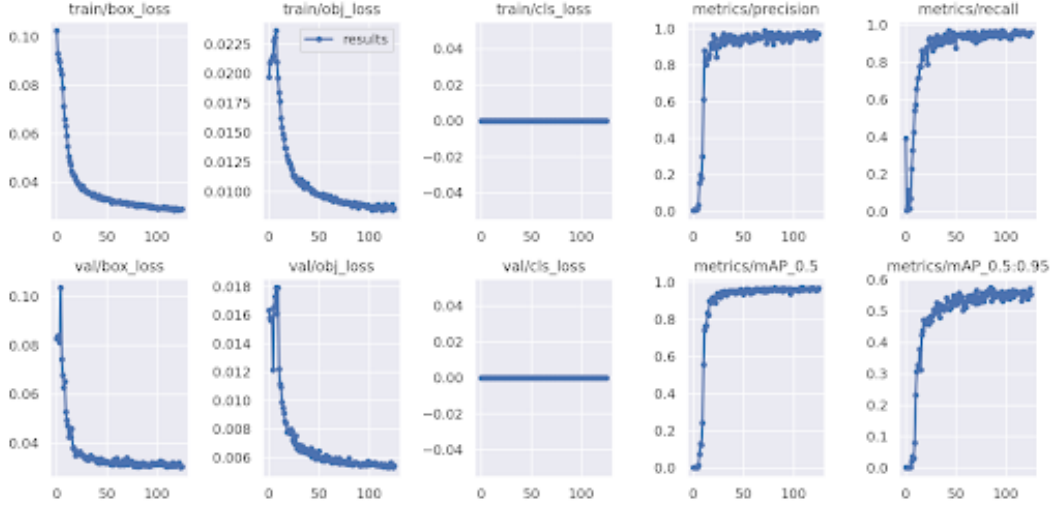 train/box_loss train/obj_loss train/cls_loss metrics/precision metrics/recall
0.10 0.08 0.06 0.04
0 50 100
results
0.0225 0.0200 0.0175 0.0150 0.0125 0.0100
0 50 100
0.04 0.02 0.00 −0.02 −0.04
0 50 100
1.0 0.8 0.6 0.4 0.2 0.0
0 50 100
1.0 0.8 0.6 0.4 0.2 0.0
0 50 100
val/box_loss val/obj_loss val/cls_loss metrics/mAP_0.5 metrics/mAP_0.5:0.95
0.10 0.08 0.06 0.04
0 50 100
0.018 0.016 0.014 0.012 0.010 0.008 0.006
0 50 100
0.04 0.02 0.00 −0.02 −0.04
0 50 100
1.0 0.8 0.6 0.4 0.2 0.0
0 50 100
0.6 0.5 0.4 0.3 0.2 0.1 0.0
0 50 100